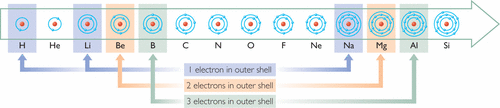 H He Li Be B C N O F Ne Na Mg Al Si
1 electron in outer shell
2 electrons in outer shell
3 electrons in outer shell